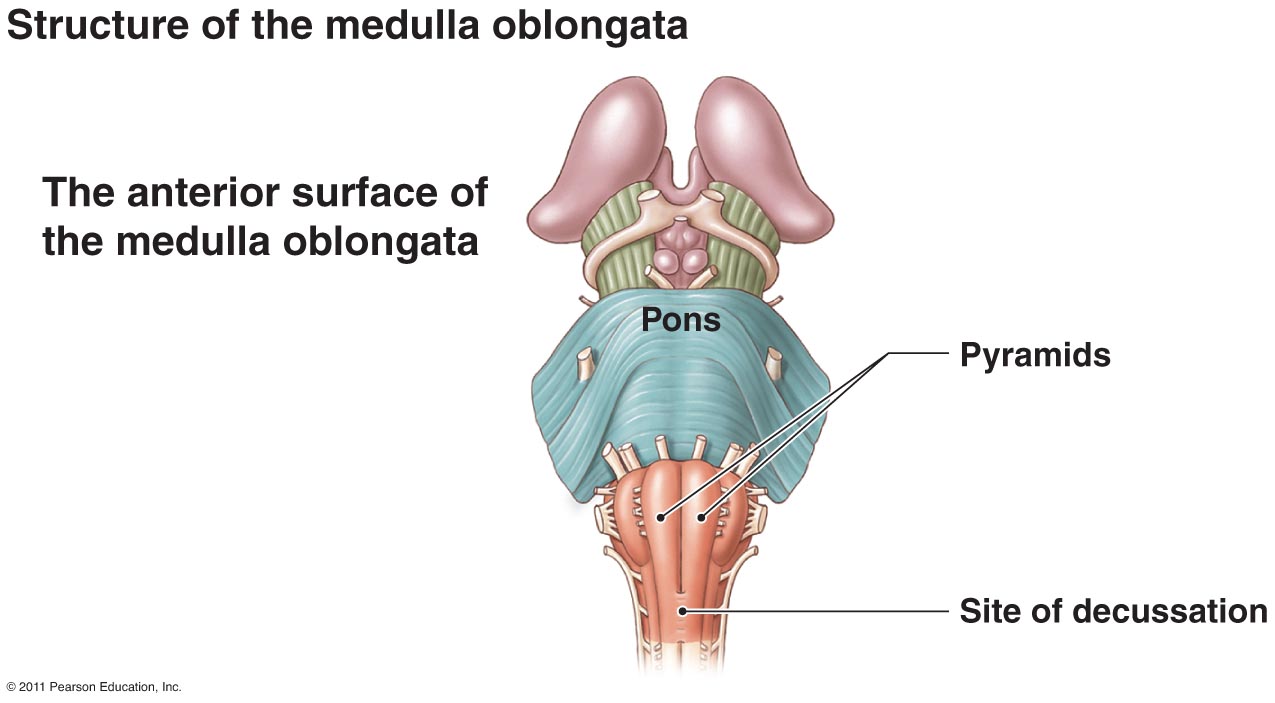 Structure of the medulla oblongata
The anterior surface of
the medulla oblongata
Pons
Pyramids
Site of decussation
© 2011 Pearson Education, Inc.